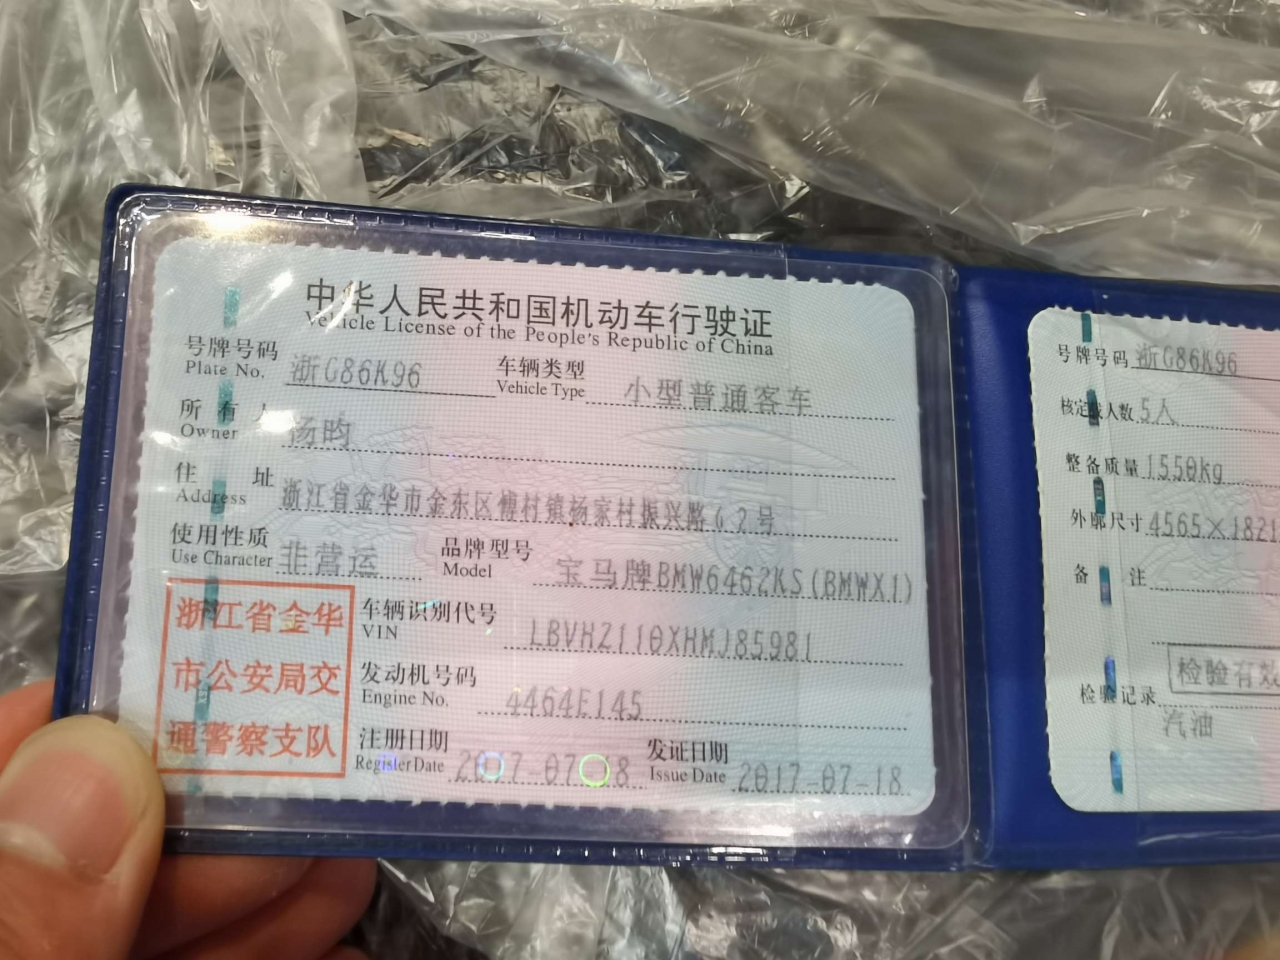 中华人民共和国机动车行驶证
Vehicle License of the People's Republic of China
号牌号码 浙G86K96 车辆类型 小型普通客车
Plate No. Vehicle Type
所有人 杨昀
Owner
住址 浙江省金华市金东区傅村镇杨家村振兴路62号
Address
使用性质 非营运 品牌型号 宝马牌BMW6462KS(BMWX1)
Use Character Model
浙江省金华
市公安局交
通警察支队
车辆识别代号 LBVHZ110XHMJ85981
VIN
发动机号码 4464E145
Engine No.
注册日期 发证日期 2017-07-18
Register Date Issue Date
号牌号码 浙G86K96
核定载人数 5人
整备质量 1550kg
外廓尺寸 4565×1821
备注
检验有效
检验记录
汽油